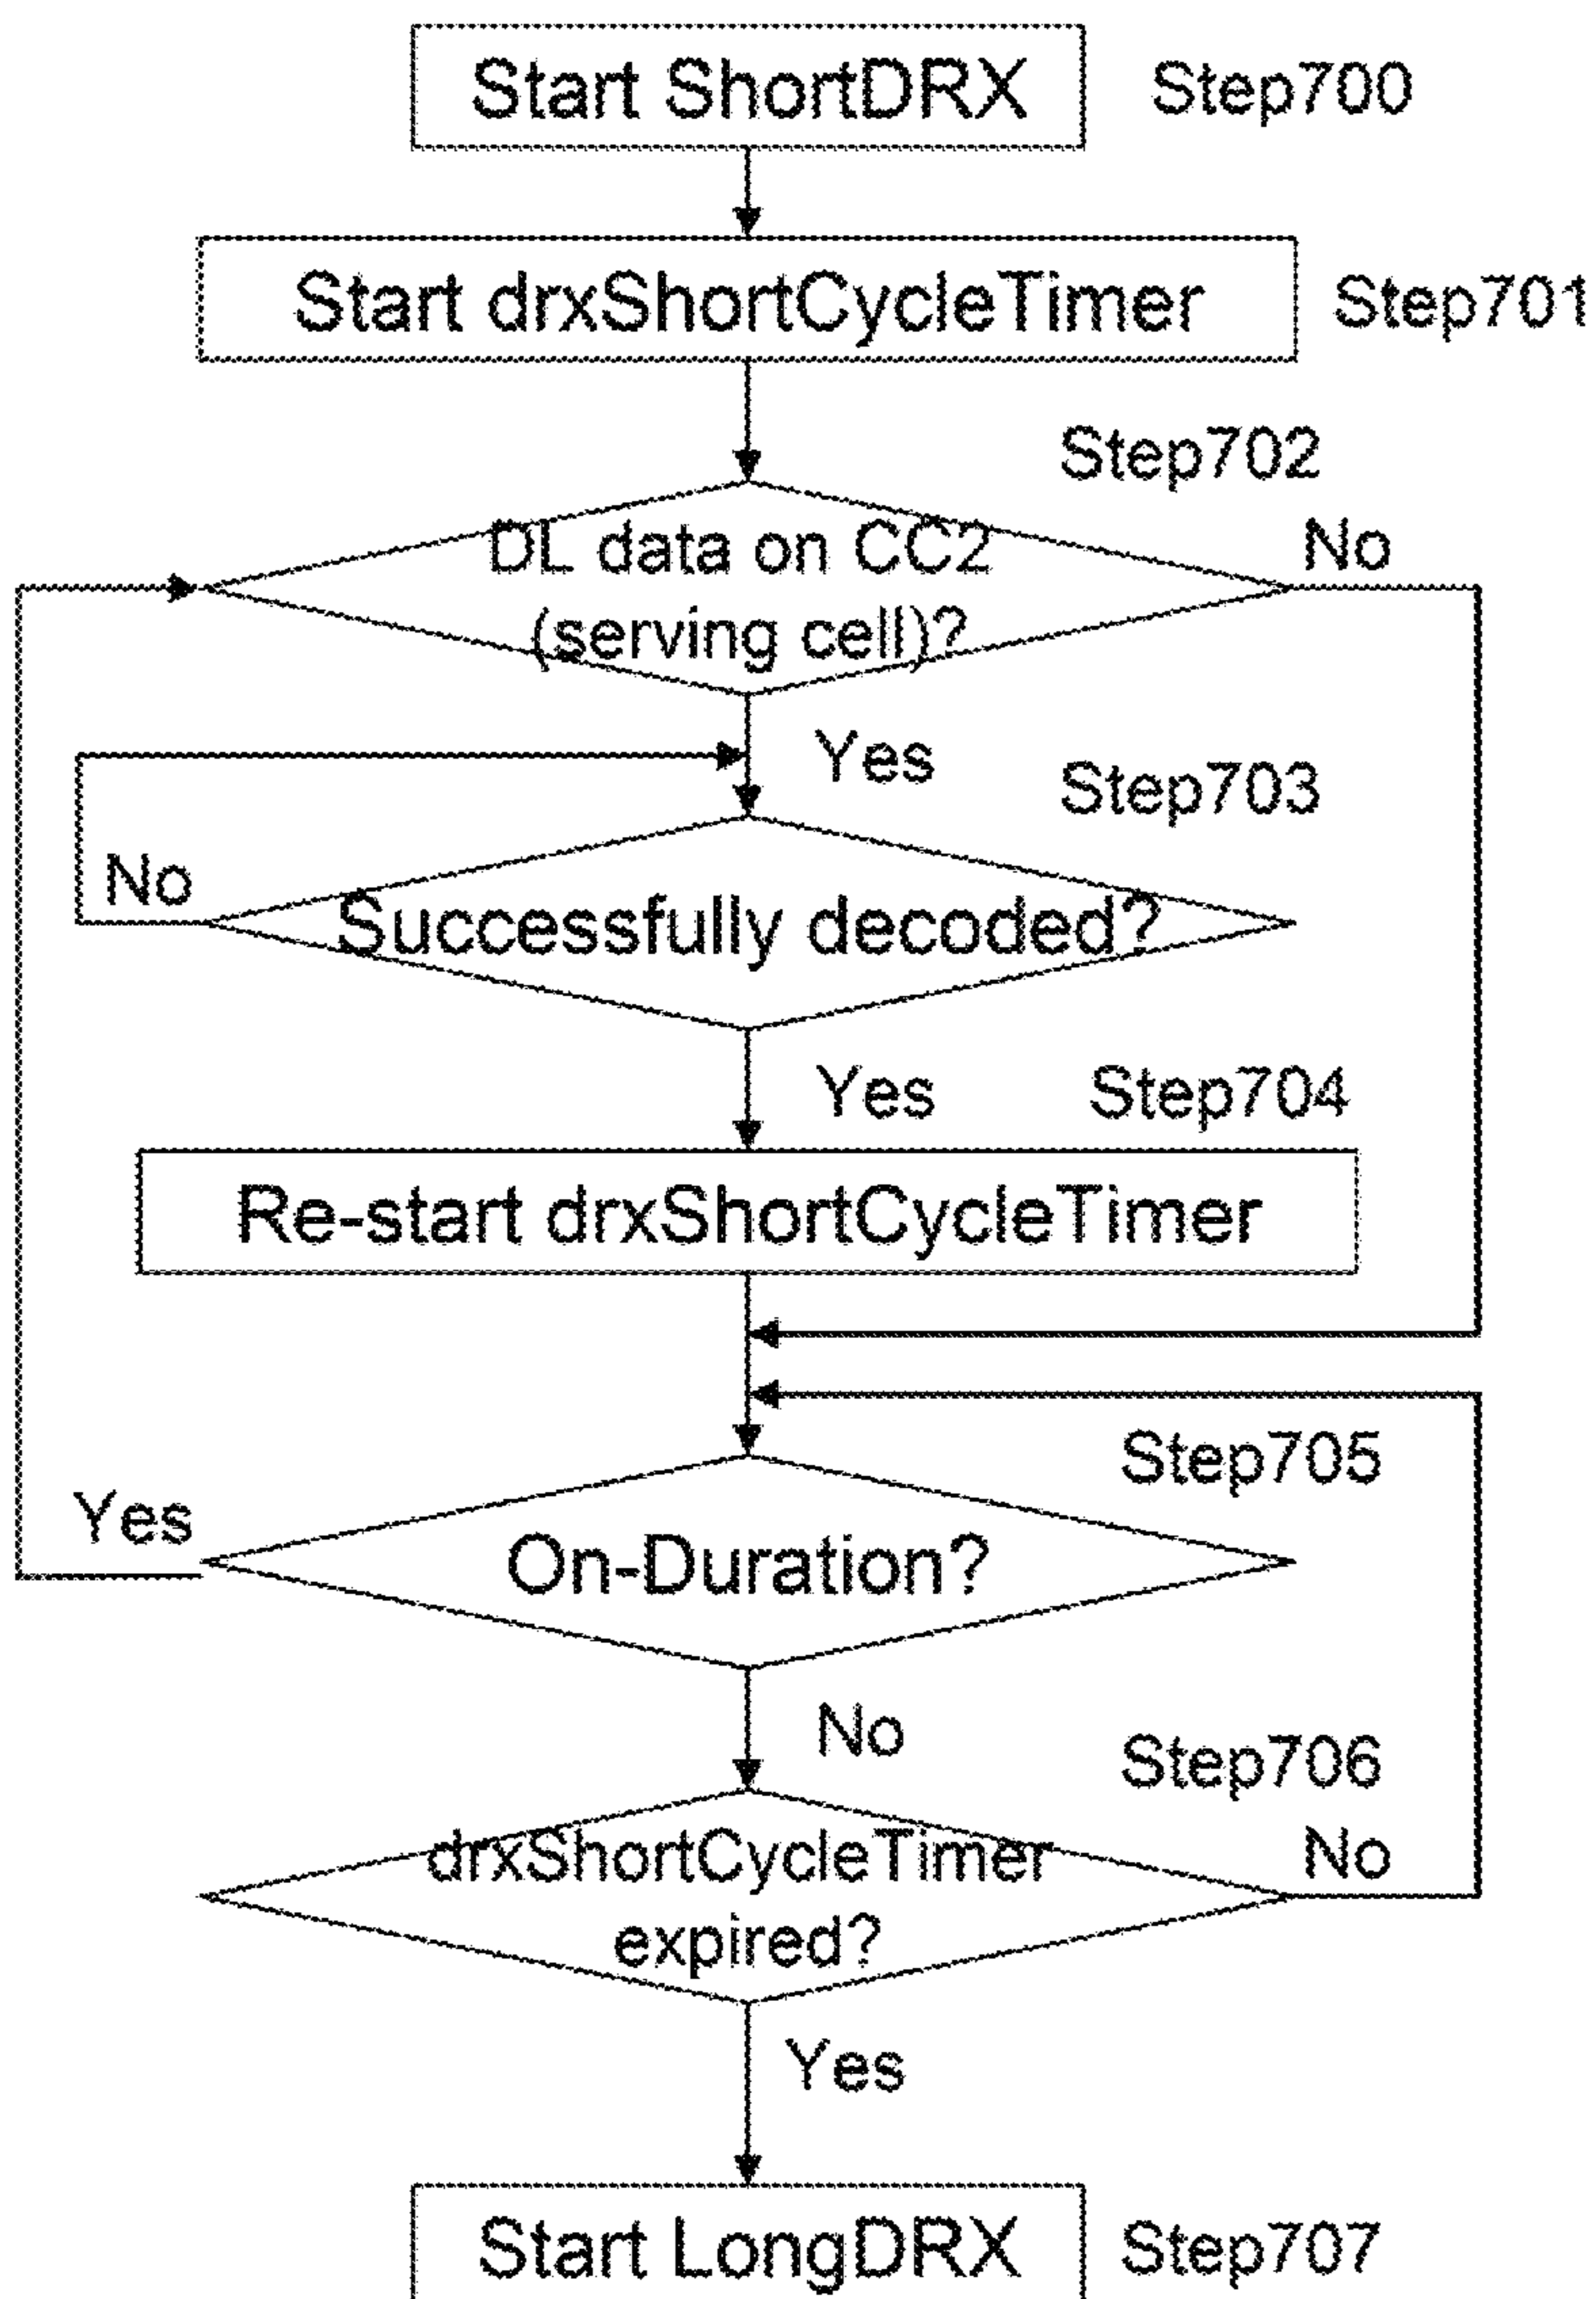 Start ShortDRX Step700
Start drxShortCycleTimer Step701
Step702
DL data on CC2 No
(serving cell)?
Yes
Step703
No
Successfully decoded?
Yes Step704
Re-start drxShortCycleTimer
Step705
Yes
On-Duration?
No
Step706
drxShortCycleTimer No
expired?
Yes
Start LongDRX Step707